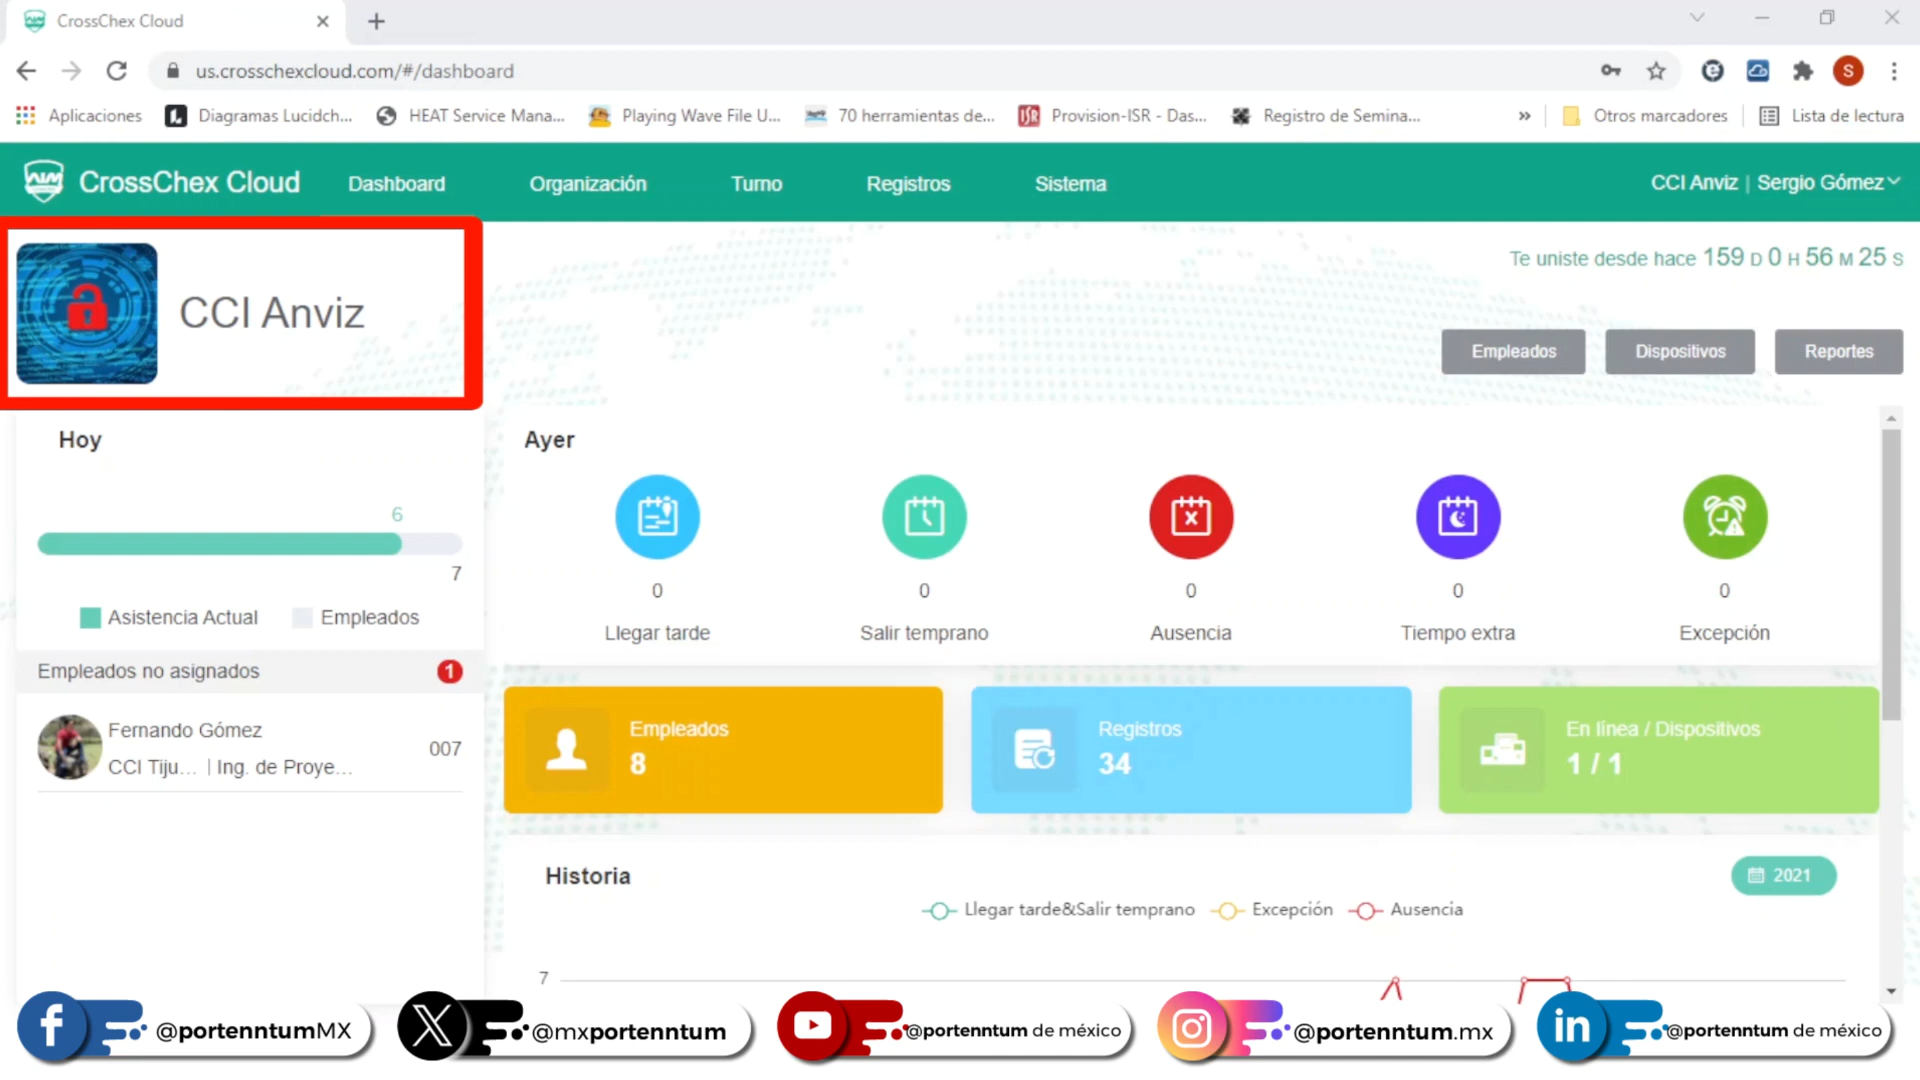 CrossChex Cloud
us.crosschexcloud.com/#/dashboard
S
Aplicaciones
Diagramas Lucidch...
HEAT Service Mana...
Playing Wave File U...
70 herramientas de...
ISR
Provision-ISR - Das...
Registro de Semina...
»
Otros marcadores
Lista de lectura
CrossChex Cloud
Dashboard
Organización
Turno
Registros
Sistema
CCI Anviz | Sergio Gómez
CCI Anviz
Te uniste desde hace 159 D 0 H 56 M 25 S
Empleados
Dispositivos
Reportes
Hoy
6
7
Asistencia Actual
Empleados
Empleados no asignados
1
Fernando Gómez
CCI Tiju... | Ing. de Proye...
007
Ayer
0
Llegar tarde
0
Salir temprano
0
Ausencia
0
Tiempo extra
0
Excepción
Empleados
8
Registros
34
En línea / Dispositivos
1 / 1
Historia
2021
Llegar tarde&Salir temprano
Excepción
Ausencia
7
@portenntumMX
@mxportenntum
@portenntum de méxico
@portenntum.mx
in
@portenntum de méxico